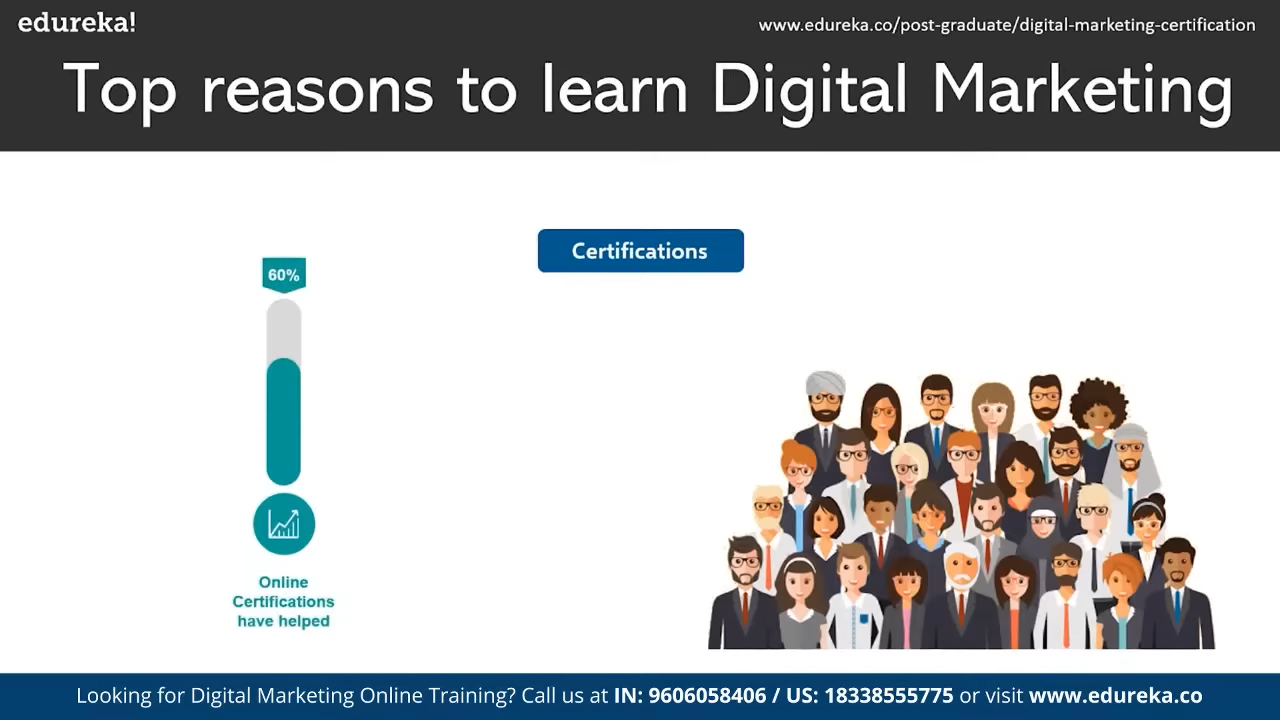 edureka!
www.edureka.co/post-graduate/digital-marketing-certification
Top reasons to learn Digital Marketing
Certifications
60%
Online
Certifications
have helped
Looking for Digital Marketing Online Training? Call us at IN: 9606058406 / US: 18338555775 or visit www.edureka.co